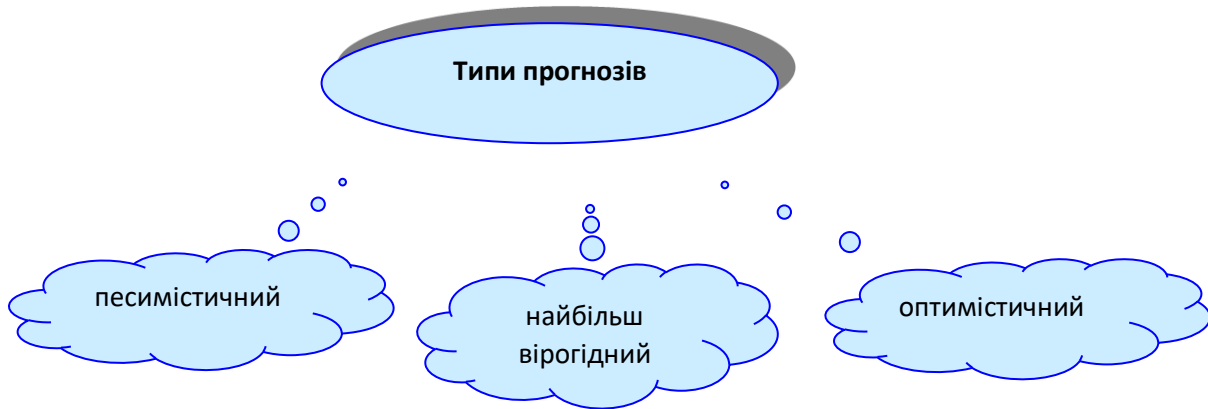 Типи прогнозів
песимістичний
найбільш
вірогідний
оптимістичний